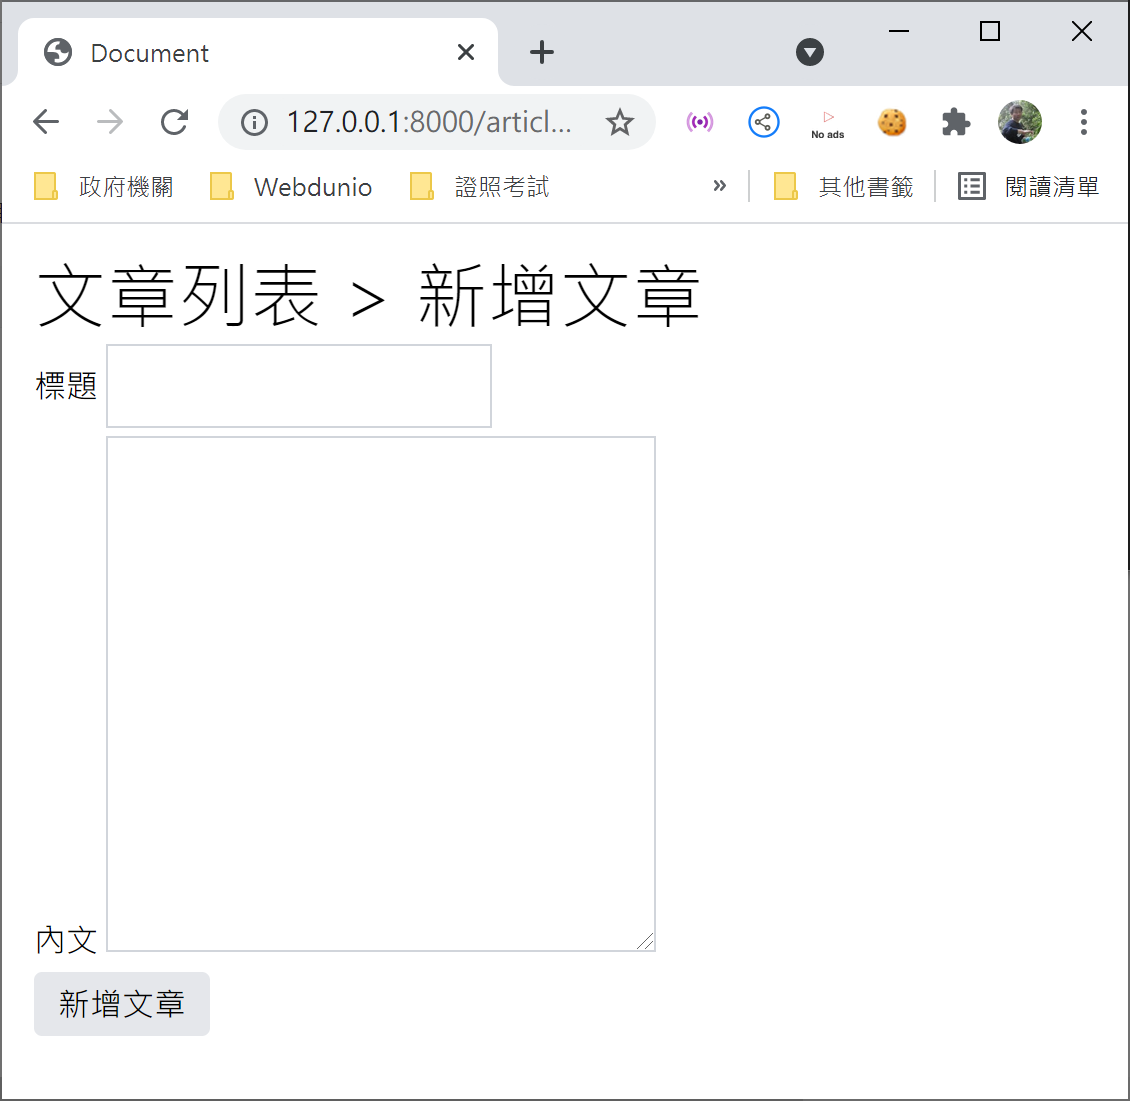 Document
127.0.0.1:8000/articl...
No ads
政府機關 Webdunio 證照考試 » 其他書籤 閱讀清單
文章列表 > 新增文章
標題
內文
新增文章